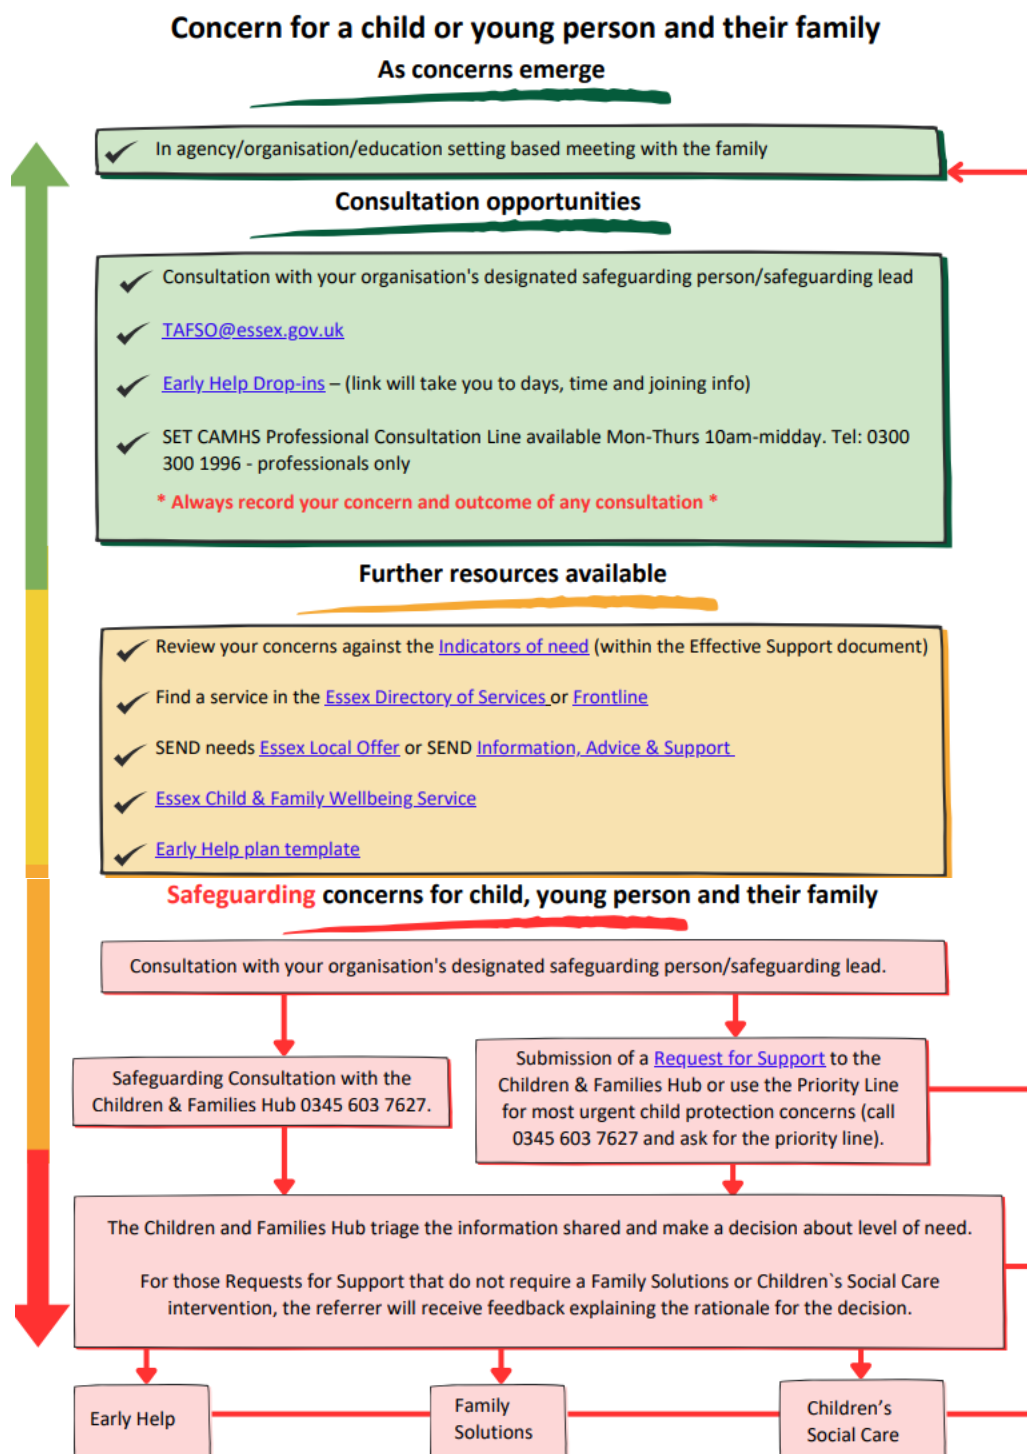 Concern for a child or young person and their family
As concerns emerge
In agency/organisation/education setting based meeting with the family
Consultation opportunities
Consultation with your organisation's designated safeguarding person/safeguarding lead
TAFSO@essex.gov.uk
Early Help Drop-ins – (link will take you to days, time and joining info)
SET CAMHS Professional Consultation Line available Mon-Thurs 10am-midday. Tel: 0300
300 1996 - professionals only
* Always record your concern and outcome of any consultation *
Further resources available
Review your concerns against the Indicators of need (within the Effective Support document)
Find a service in the Essex Directory of Services or Frontline
SEND needs Essex Local Offer or SEND Information, Advice & Support
Essex Child & Family Wellbeing Service
Early Help plan template
Safeguarding concerns for child, young person and their family
Consultation with your organisation's designated safeguarding person/safeguarding lead.
Safeguarding Consultation with the
Children & Families Hub 0345 603 7627.
Submission of a Request for Support to the
Children & Families Hub or use the Priority Line
for most urgent child protection concerns (call
0345 603 7627 and ask for the priority line).
The Children and Families Hub triage the information shared and make a decision about level of need.
For those Requests for Support that do not require a Family Solutions or Children`s Social Care
intervention, the referrer will receive feedback explaining the rationale for the decision.
Early Help
Family
Solutions
Children's
Social Care